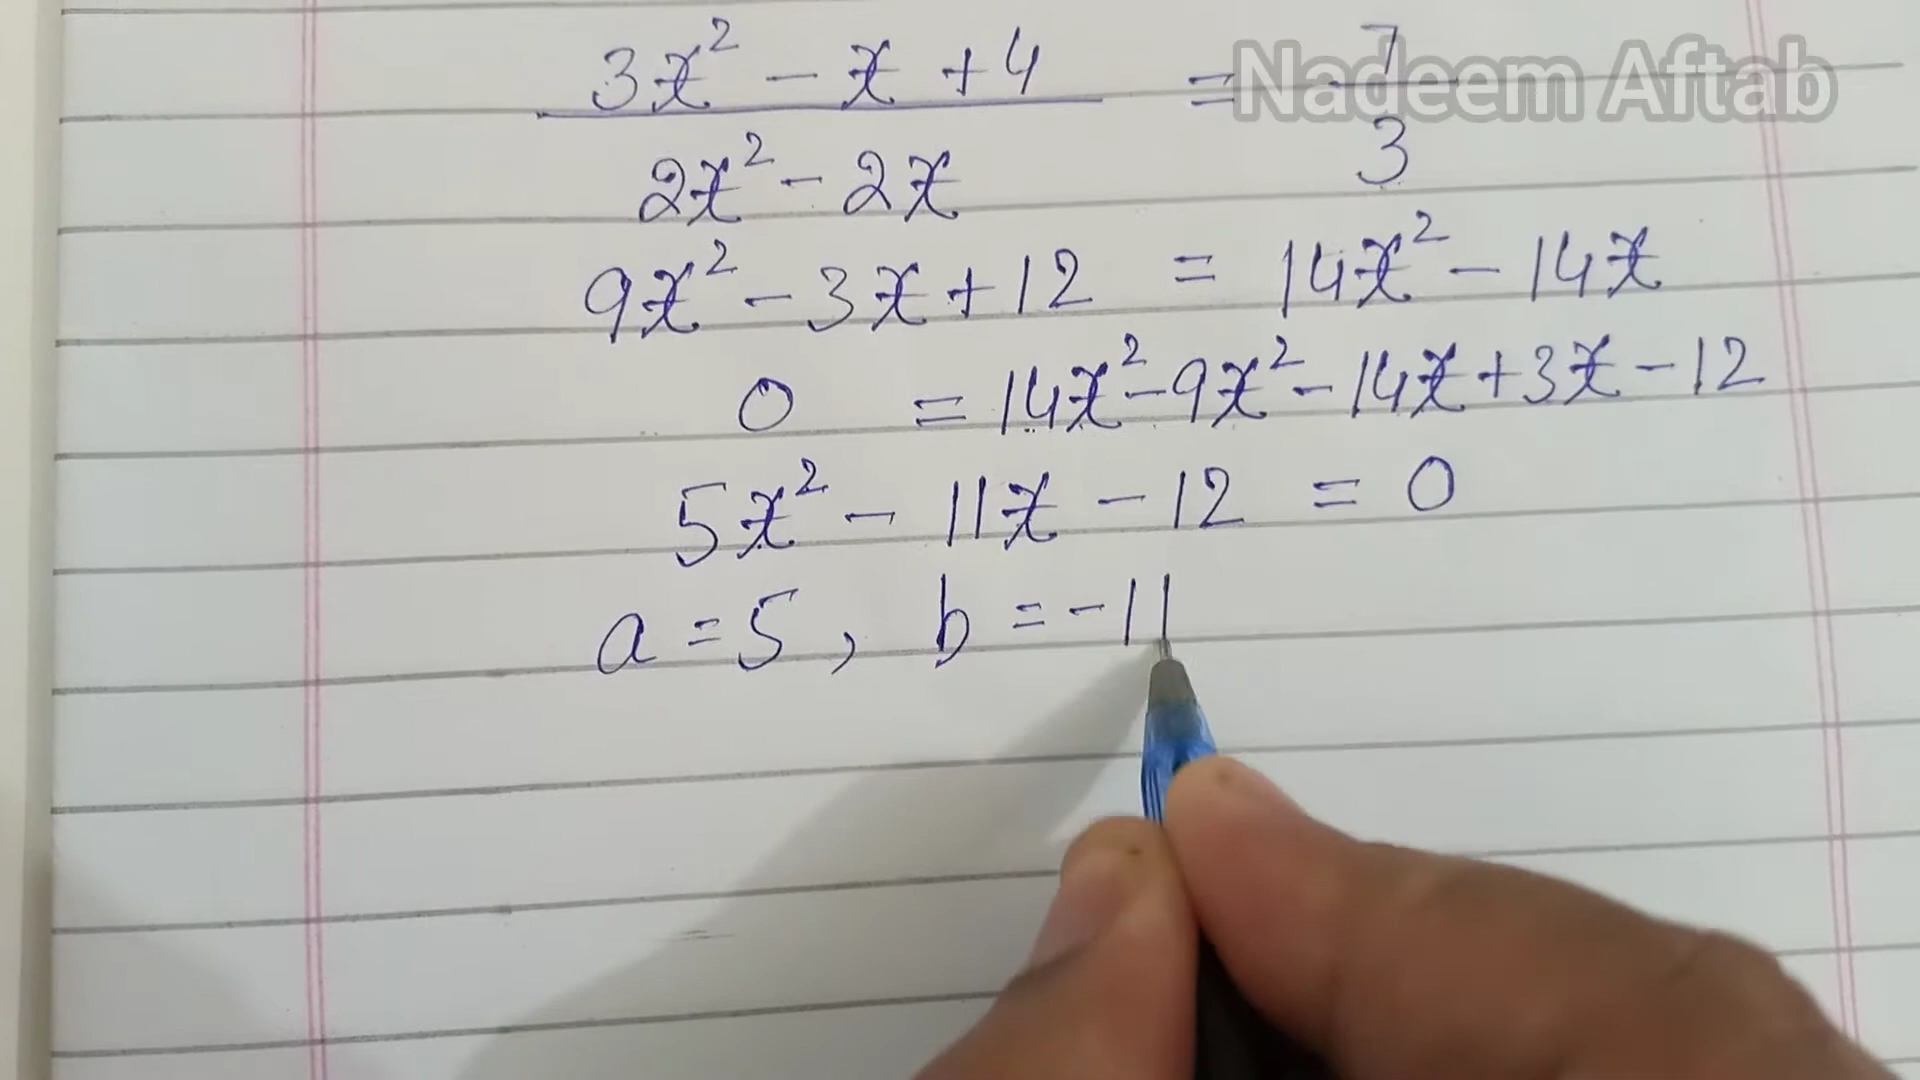 3x² - x + 4 = 7
2x² - 2x 3
9x² - 3x + 12 = 14x² - 14x
0 = 14x² - 9x² - 14x + 3x - 12
5x² - 11x - 12 = 0
a = 5, b = -11
Nadeem Aftab